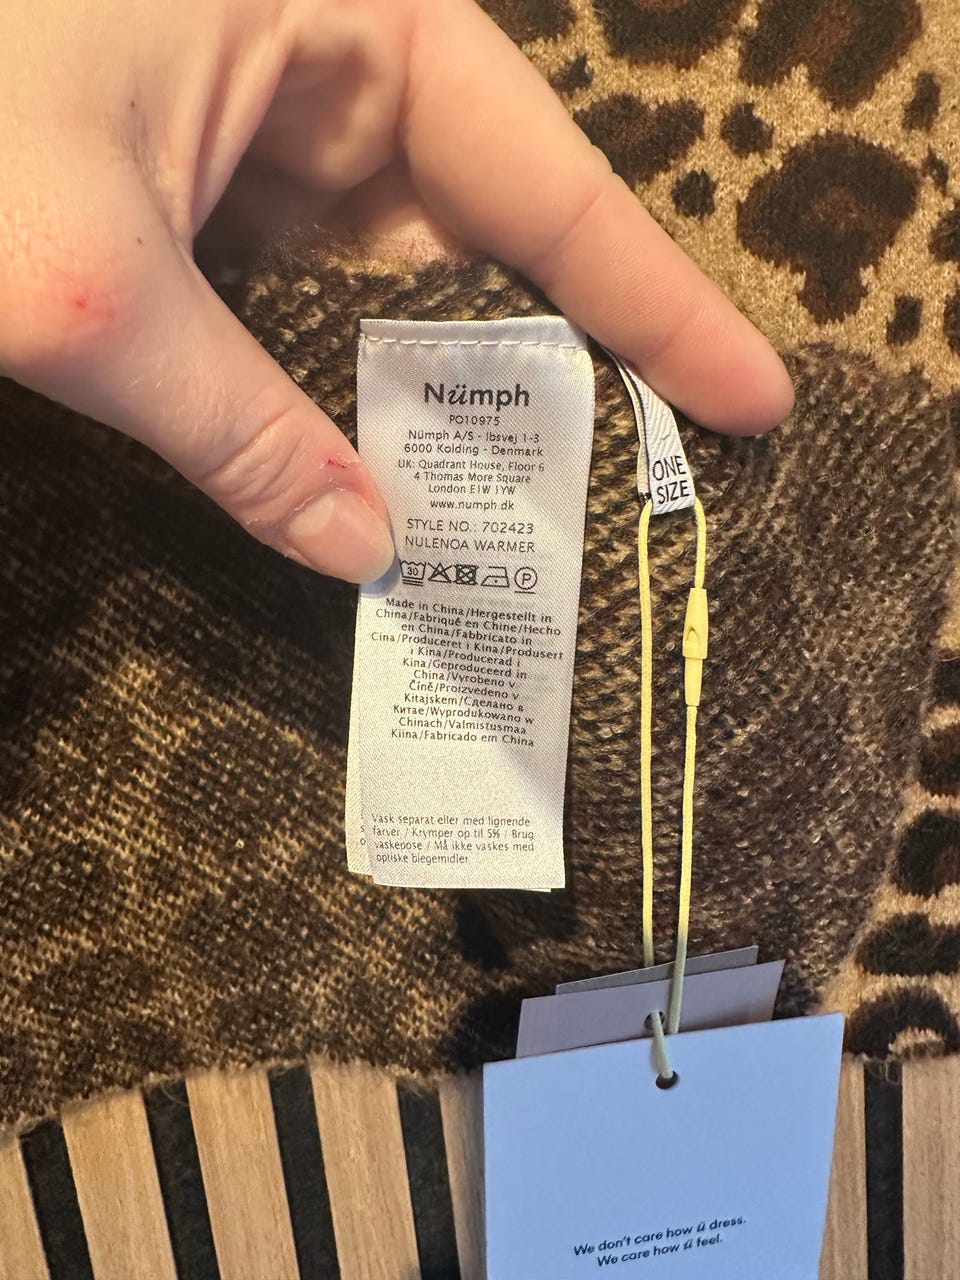 Nümph
PO10975
Nümph A/S - Ibsvej 1-3
6000 Kolding - Denmark
UK: Quadrant House, Floor 6
4 Thomas More Square
London E1W 1YW
www.numph.dk
STYLE NO.: 702423
NULENOA WARMER
30
P
Made in China/Hergestellt in
China/Fabriqué en Chine/Hecho
en China/Fabbricato in
Cina/Produceret i Kina/Produsert
i Kina/Producerad i
Kina/Geproduceerd in
China/Vyrobeno v
Číně/Proizvedeno v
Kitajskem/Сделано в
Китае/Wyprodukowano w
Chinach/Valmistusmaa
Kiina/Fabricado em China
Vask separat eller med lignende
farver / Krymper op til 5% / Brug
vaskepose / Må ikke vaskes med
optiske blegemidler
ONE
SIZE
We don't care how ü dress.
We care how ü feel.